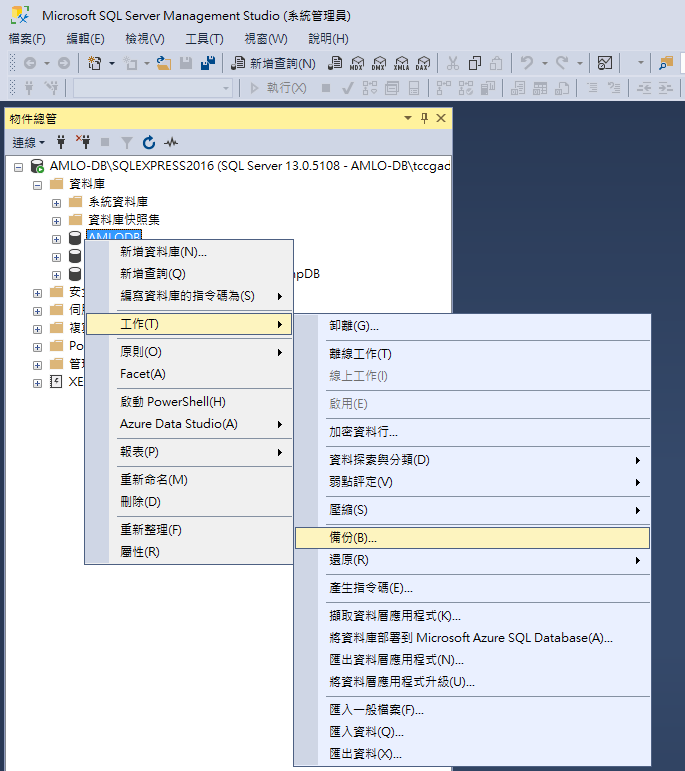 Microsoft SQL Server Management Studio (系統管理員)
檔案(F) 編輯(E) 檢視(V) 工具(T) 視窗(W) 說明(H)
新增查詢(N) MDX DMX XMLA DAX
執行(X)
物件總管
連線
AMLO-DB\SQLEXPRESS2016 (SQL Server 13.0.5108 - AMLO-DB\tccgad
資料庫
系統資料庫
資料庫快照集
AMLODB
新增資料庫(N)...
新增查詢(Q)
npDB
編寫資料庫的指令碼為(S)
安
工作(T)
伺
複
Po
管
XE
原則(O)
Facet(A)
啟動 PowerShell(H)
Azure Data Studio(A)
報表(P)
重新命名(M)
刪除(D)
重新整理(F)
屬性(R)
卸離(G)...
離線工作(T)
線上工作(I)
啟用(E)
加密資料行...
資料探索與分類(D)
弱點評定(V)
壓縮(S)
備份(B)...
還原(R)
產生指令碼(E)...
擷取資料層應用程式(K)...
將資料庫部署到 Microsoft Azure SQL Database(A)...
匯出資料層應用程式(N)...
將資料層應用程式升級(U)...
匯入一般檔案(F)...
匯入資料(Q)...
匯出資料(X)...